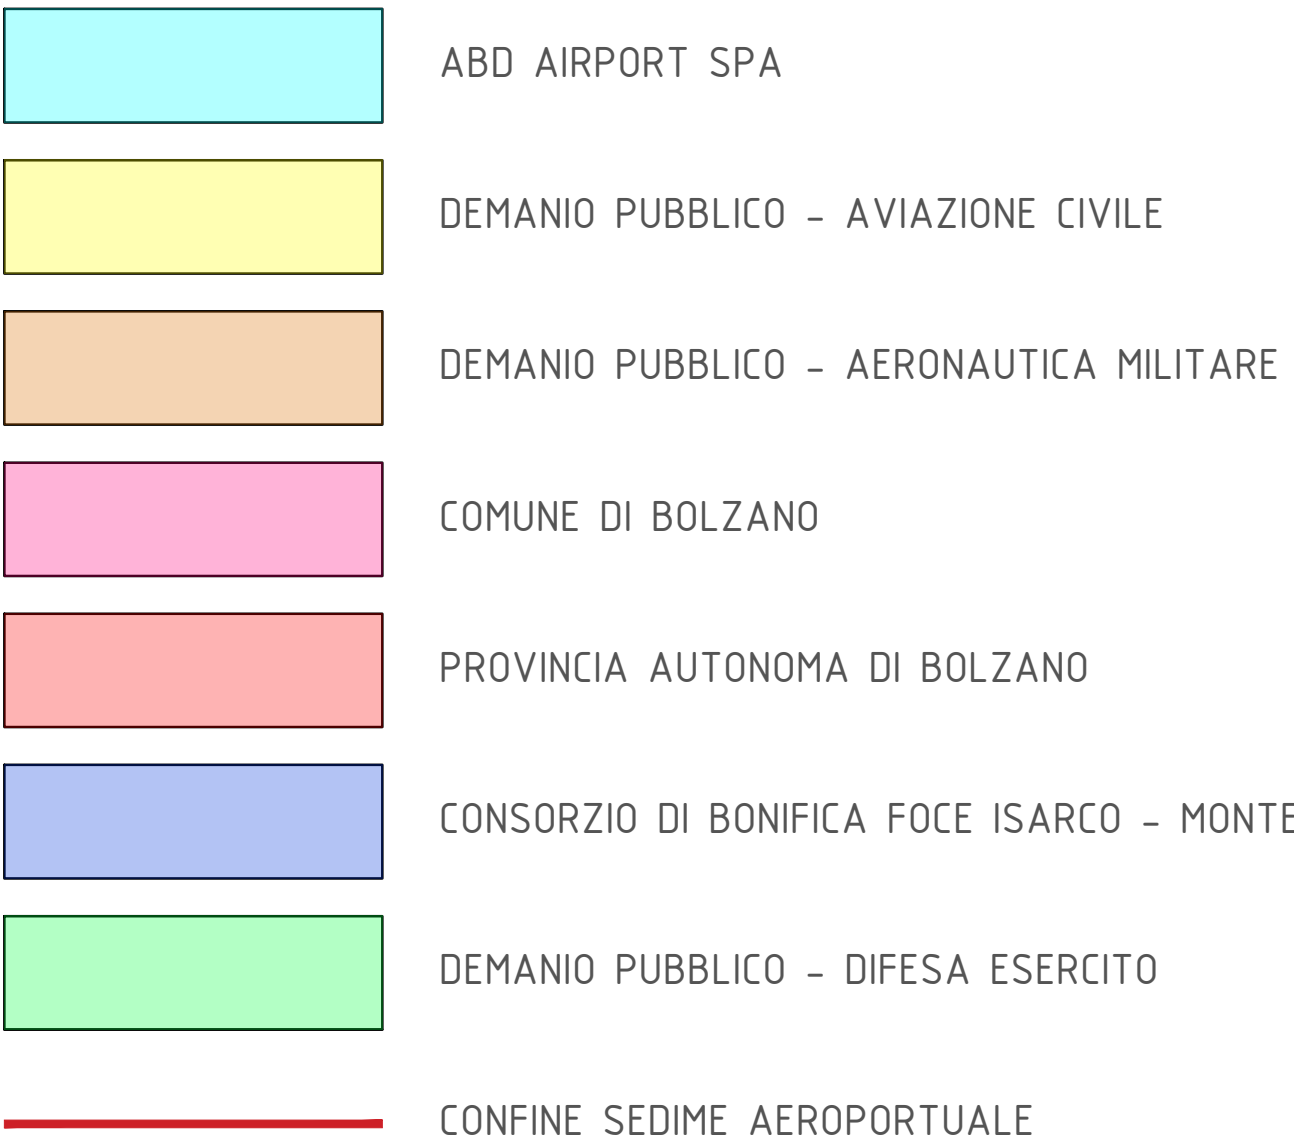 ABD AIRPORT SPA
DEMANIO PUBBLICO - AVIAZIONE CIVILE
DEMANIO PUBBLICO - AERONAUTICA MILITARE
COMUNE DI BOLZANO
PROVINCIA AUTONOMA DI BOLZANO
CONSORZIO DI BONIFICA FOCE ISARCO - MONTE
DEMANIO PUBBLICO - DIFESA ESERCITO
CONFINE SEDIME AEROPORTUALE